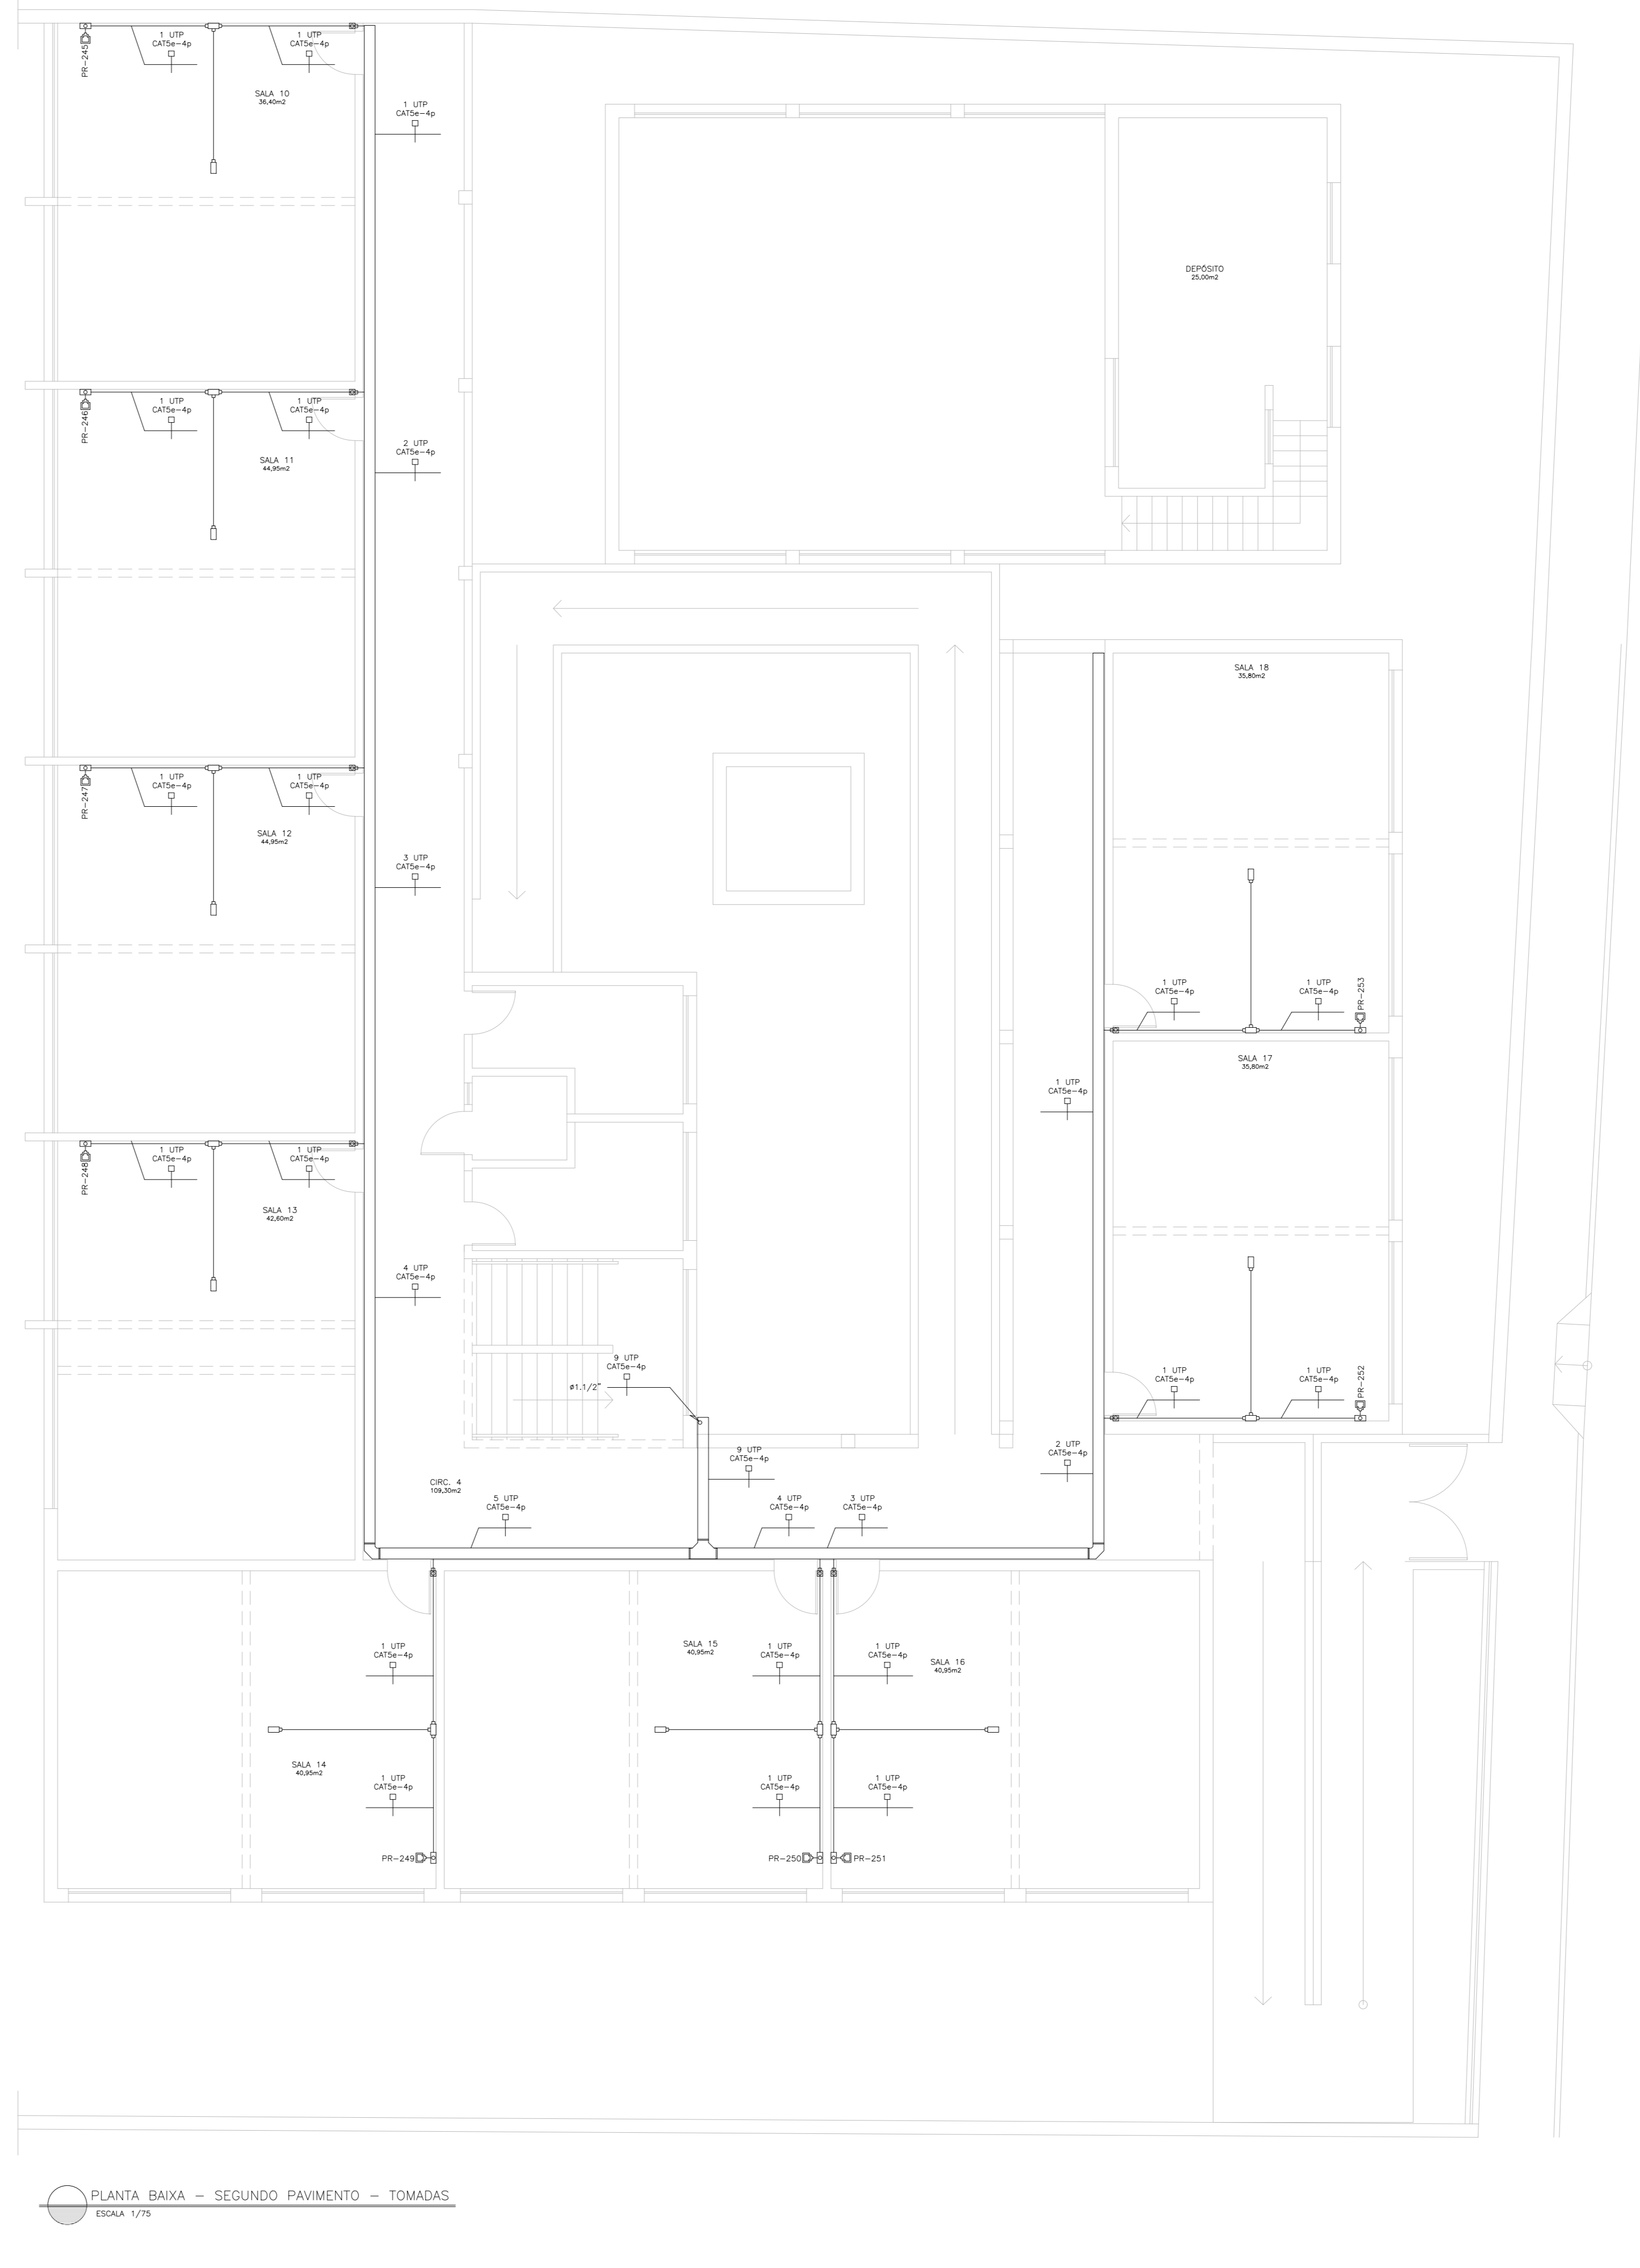 1 UTP
CAT5e-4p
1 UTP
CAT5e-4p
PR-245
SALA 10
36,40m2
1 UTP
CAT5e-4p
DEPÓSITO
25,00m2
1 UTP
CAT5e-4p
1 UTP
CAT5e-4p
PR-246
2 UTP
CAT5e-4p
SALA 11
44,95m2
SALA 18
35,80m2
1 UTP
CAT5e-4p
1 UTP
CAT5e-4p
PR-247
SALA 12
44,95m2
3 UTP
CAT5e-4p
1 UTP
CAT5e-4p
1 UTP
CAT5e-4p
PR-253
SALA 17
35,80m2
1 UTP
CAT5e-4p
1 UTP
CAT5e-4p
1 UTP
CAT5e-4p
PR-248
SALA 13
42,60m2
4 UTP
CAT5e-4p
9 UTP
CAT5e-4p
ø1.1/2"
1 UTP
CAT5e-4p
1 UTP
CAT5e-4p
PR-252
2 UTP
CAT5e-4p
9 UTP
CAT5e-4p
CIRC. 4
109,30m2
5 UTP
CAT5e-4p
4 UTP
CAT5e-4p
3 UTP
CAT5e-4p
1 UTP
CAT5e-4p
SALA 15
40,95m2
1 UTP
CAT5e-4p
1 UTP
CAT5e-4p
SALA 16
40,95m2
SALA 14
40,95m2
1 UTP
CAT5e-4p
1 UTP
CAT5e-4p
1 UTP
CAT5e-4p
PR-249
PR-250
PR-251
PLANTA BAIXA - SEGUNDO PAVIMENTO - TOMADAS
ESCALA 1/75